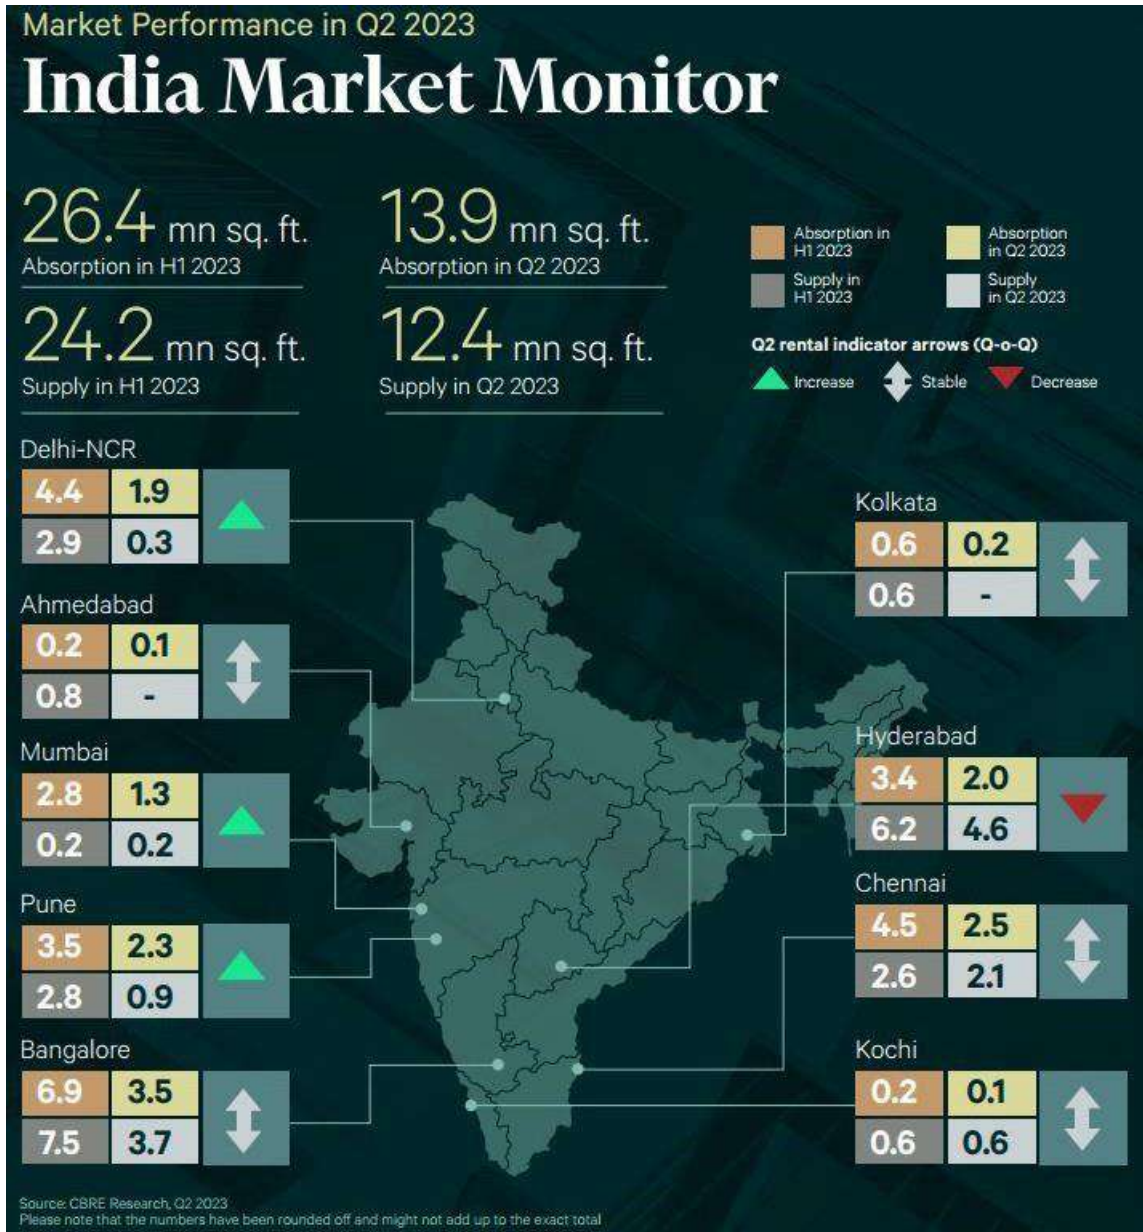 Market Performance in Q2 2023
India Market Monitor
26.4 mn sq. ft.
Absorption in H1 2023
13.9 mn sq. ft.
Absorption in Q2 2023
24.2 mn sq. ft.
Supply in H1 2023
12.4 mn sq. ft.
Supply in Q2 2023
Absorption in
H1 2023
Absorption
in Q2 2023
Supply in
H1 2023
Supply
in Q2 2023
Q2 rental indicator arrows (Q-o-Q)
Increase Stable Decrease
Delhi-NCR
4.4 1.9
2.9 0.3
Ahmedabad
0.2 0.1
0.8 -
Mumbai
2.8 1.3
0.2 0.2
Pune
3.5 2.3
2.8 0.9
Bangalore
6.9 3.5
7.5 3.7
Kolkata
0.6 0.2
0.6 -
Hyderabad
3.4 2.0
6.2 4.6
Chennai
4.5 2.5
2.6 2.1
Kochi
0.2 0.1
0.6 0.6
Source: CBRE Research, Q2 2023
Please note that the numbers have been rounded off and might not add up to the exact total